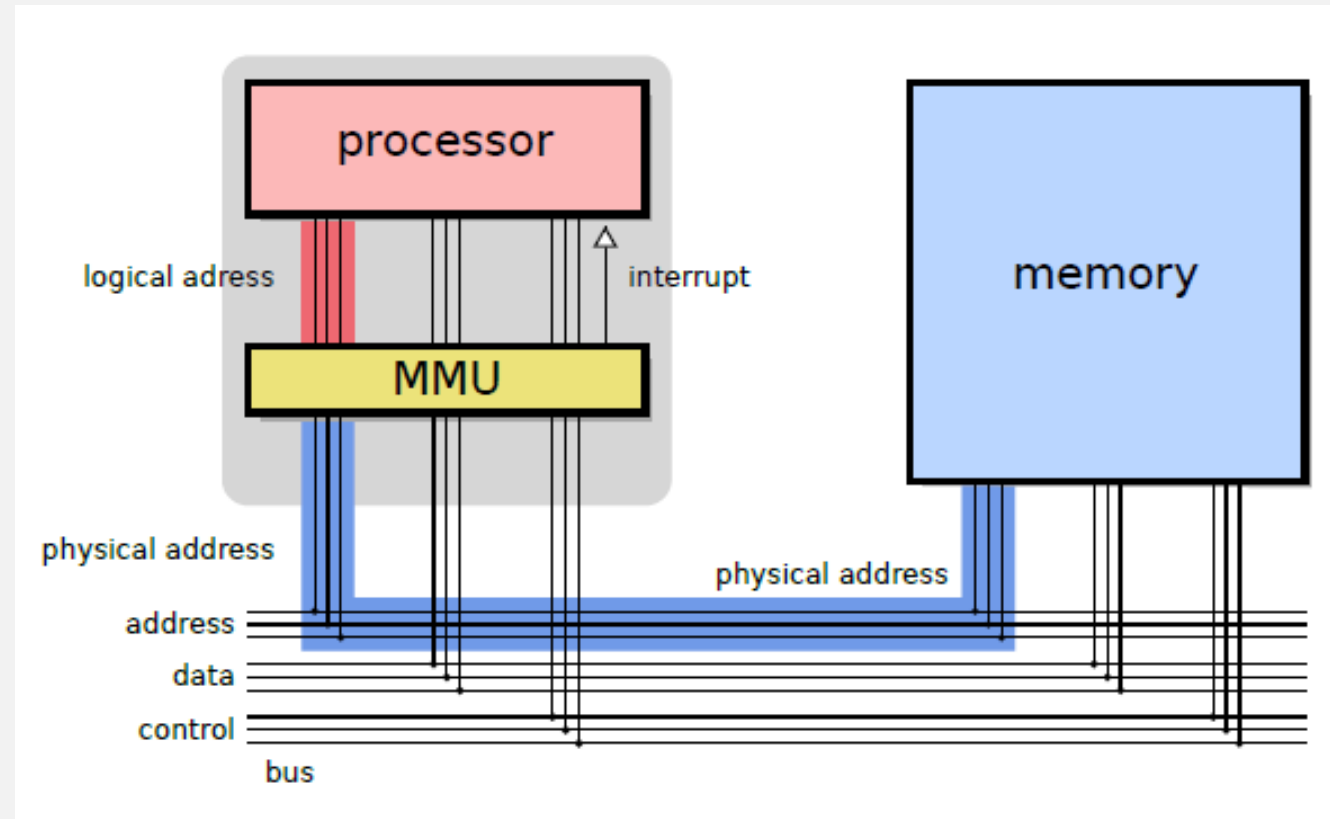 processor
memory
logical adress
interrupt
MMU
physical address
physical address
address
data
control
bus